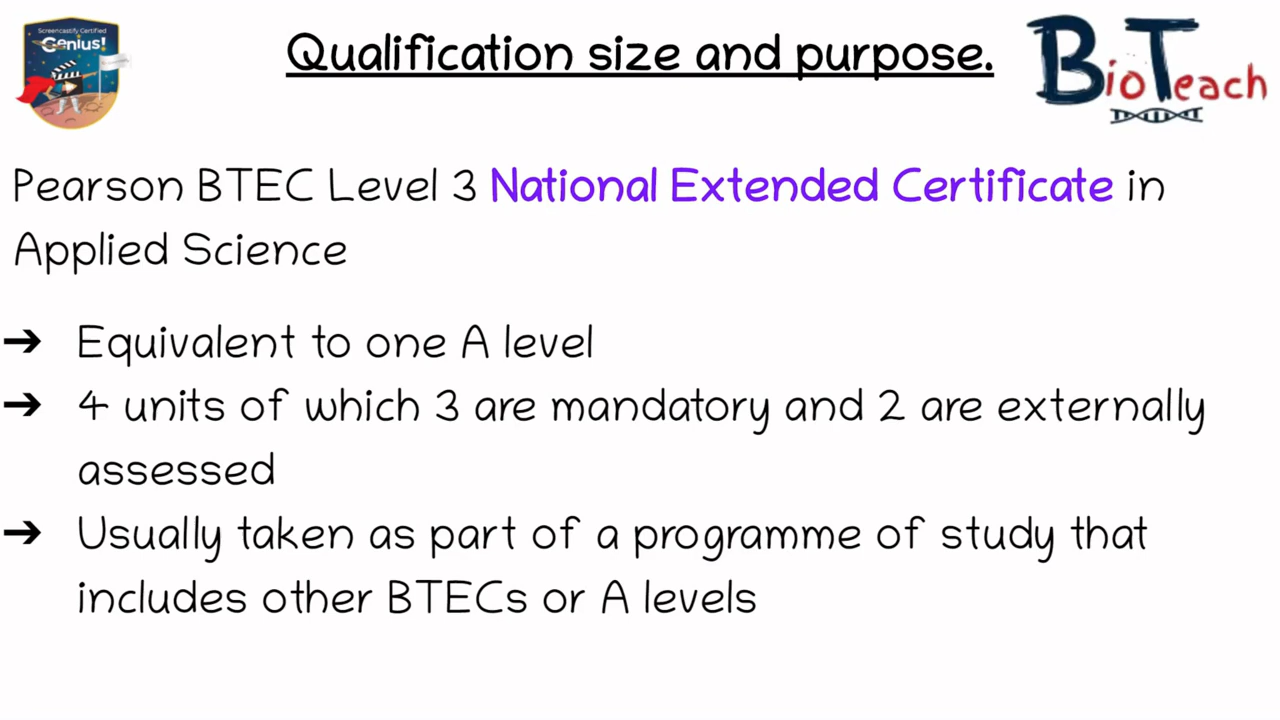 Screencastify Certified
Genius!
Qualification size and purpose.
BioTeach
Pearson BTEC Level 3 National Extended Certificate in
Applied Science
➔ Equivalent to one A level
➔ 4 units of which 3 are mandatory and 2 are externally
assessed
➔ Usually taken as part of a programme of study that
includes other BTECs or A levels